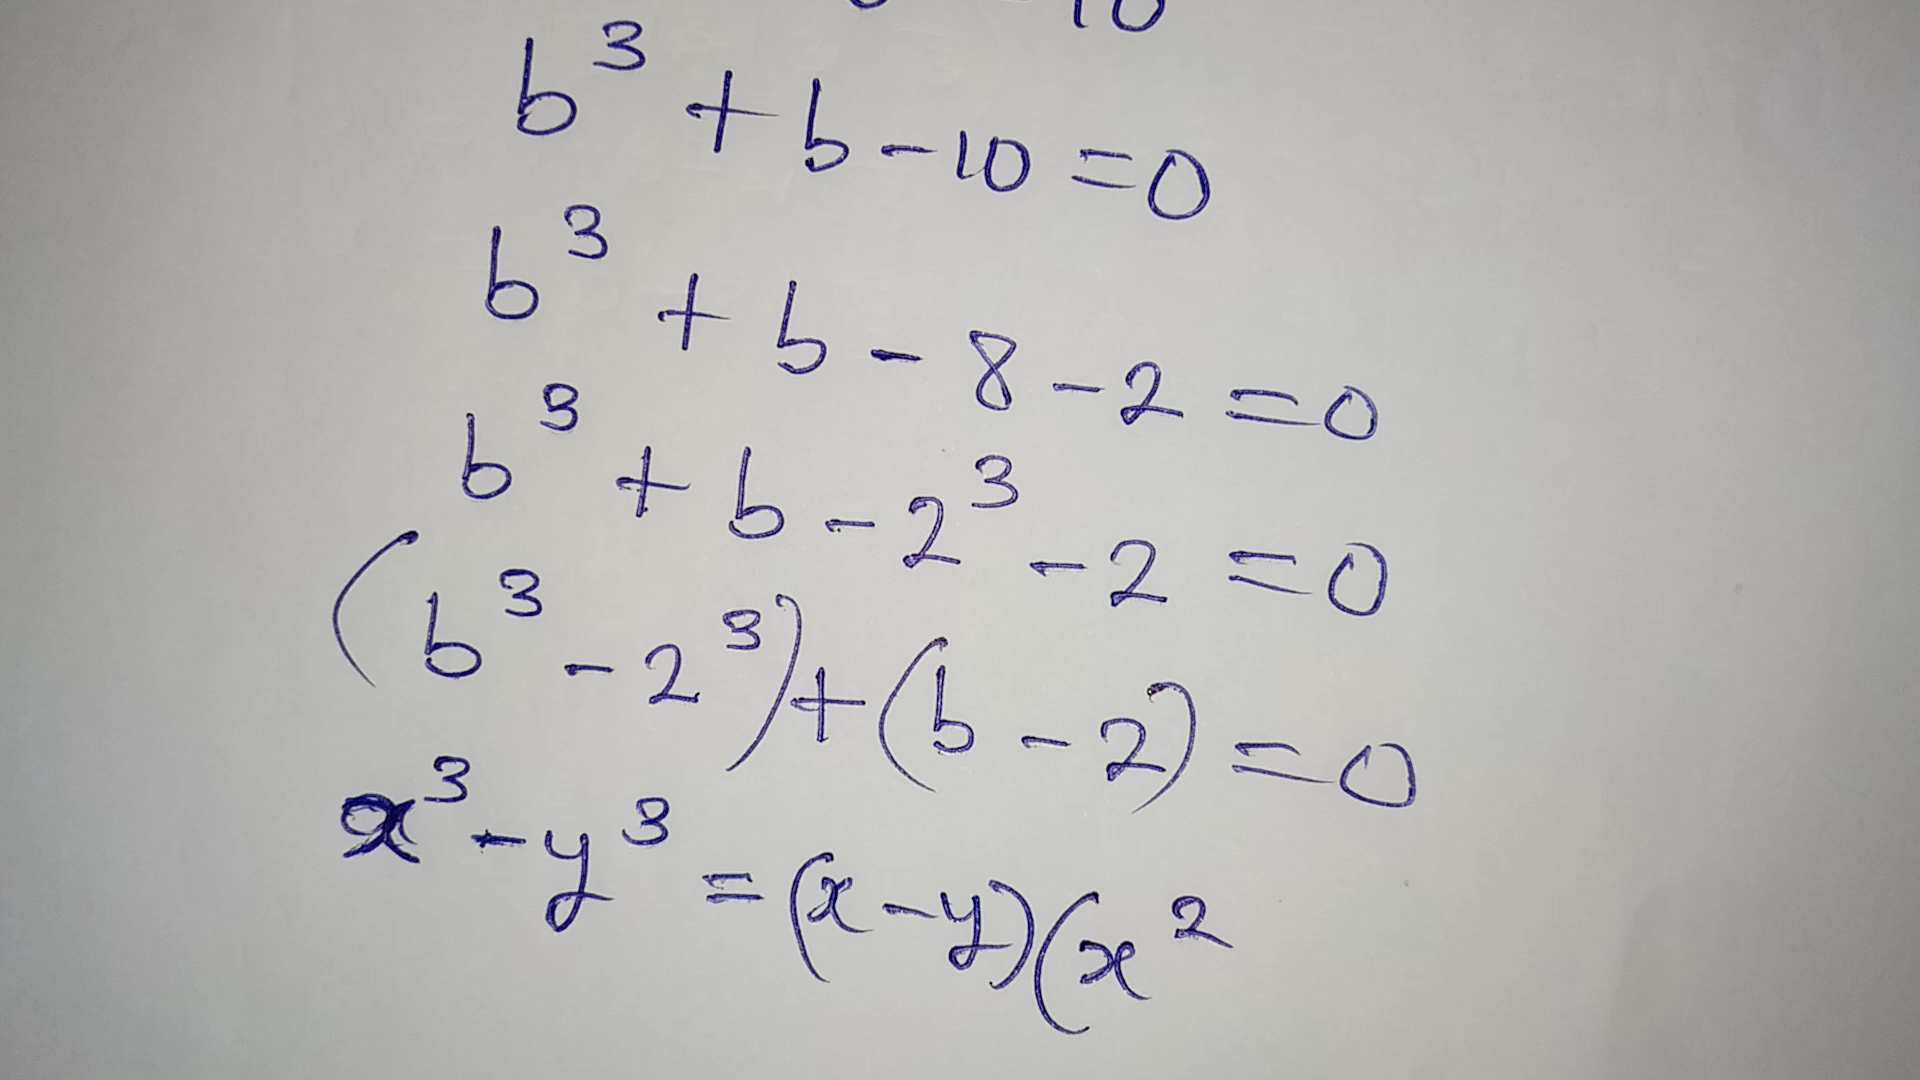 b³ + b - 10 = 0
b³ + b - 8 - 2 = 0
b³ + b - 2³ - 2 = 0
(b³ - 2³) + (b - 2) = 0
x³ - y³ = (x - y)(x²